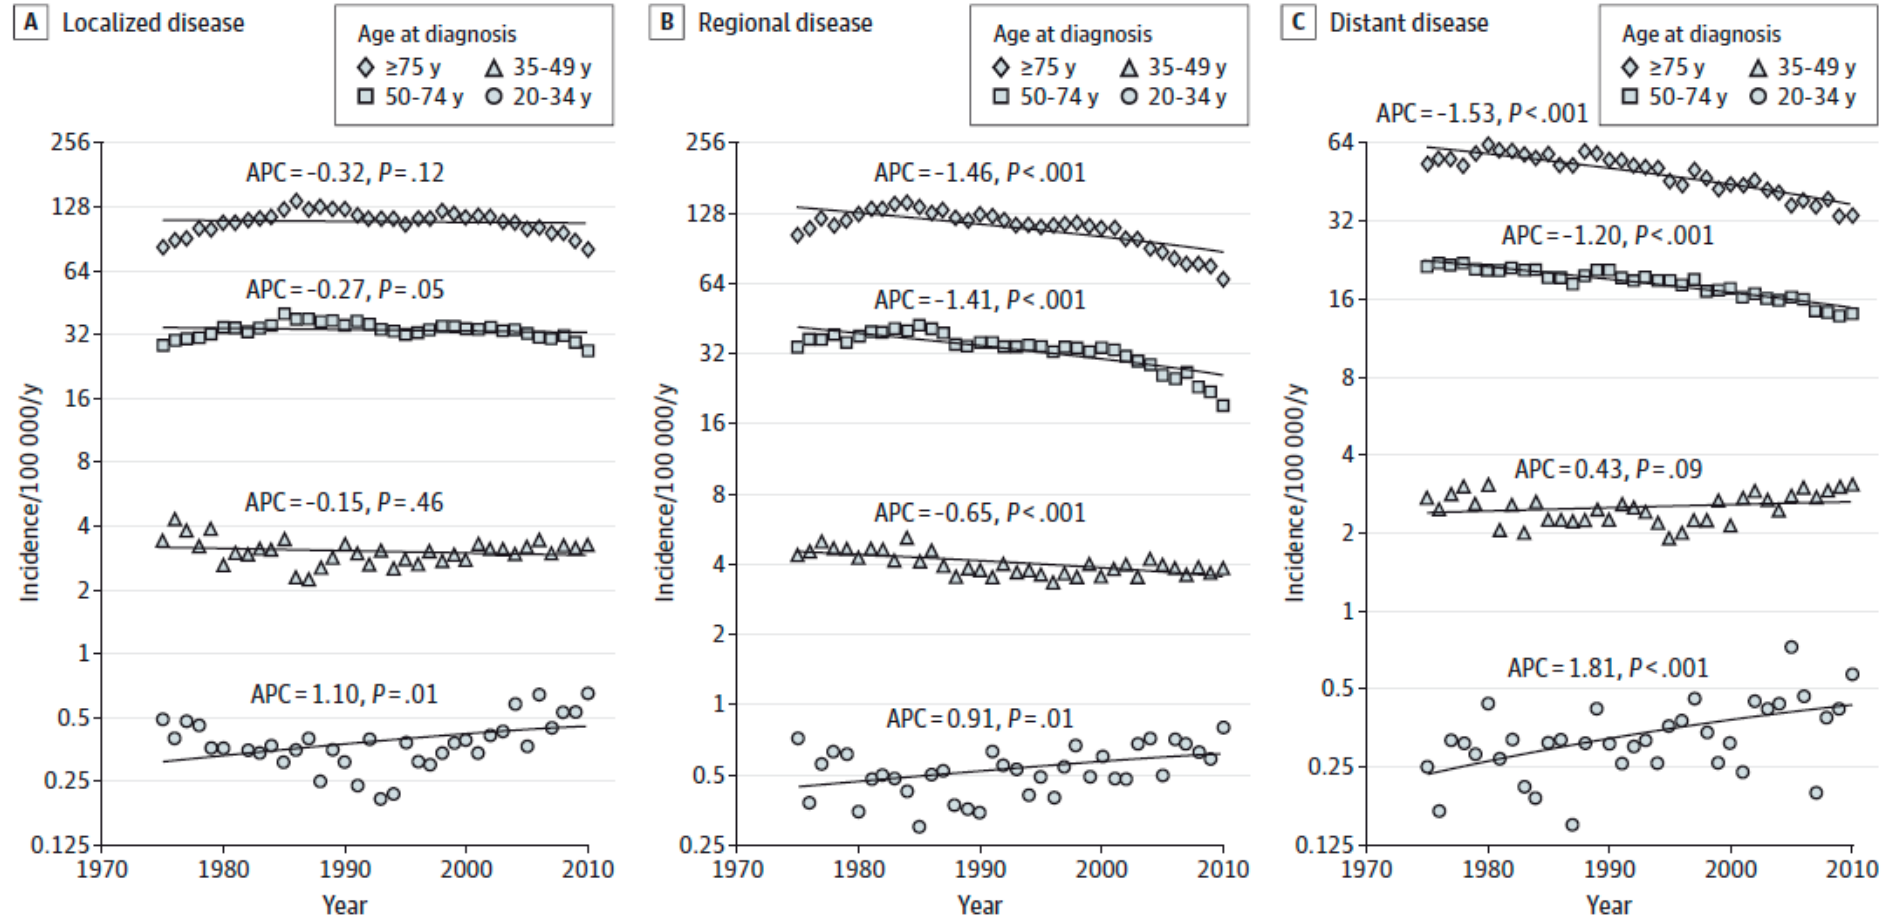 A Localized disease
Age at diagnosis
≥75 y 35-49 y
50-74 y 20-34 y
256
128
64
32
16
8
4
2
1
0.5
0.25
0.125
Incidence/100 000/y
APC = -0.32, P = .12
APC = -0.27, P = .05
APC = -0.15, P = .46
APC = 1.10, P = .01
1970 1980 1990 2000 2010
Year
B Regional disease
Age at diagnosis
≥75 y 35-49 y
50-74 y 20-34 y
256
128
64
32
16
8
4
2
1
0.5
0.25
Incidence/100 000/y
APC = -1.46, P < .001
APC = -1.41, P < .001
APC = -0.65, P < .001
APC = 0.91, P = .01
1970 1980 1990 2000 2010
Year
C Distant disease
Age at diagnosis
≥75 y 35-49 y
50-74 y 20-34 y
64
32
16
8
4
2
1
0.5
0.25
0.125
Incidence/100 000/y
APC = -1.53, P < .001
APC = -1.20, P < .001
APC = 0.43, P = .09
APC = 1.81, P < .001
1970 1980 1990 2000 2010
Year